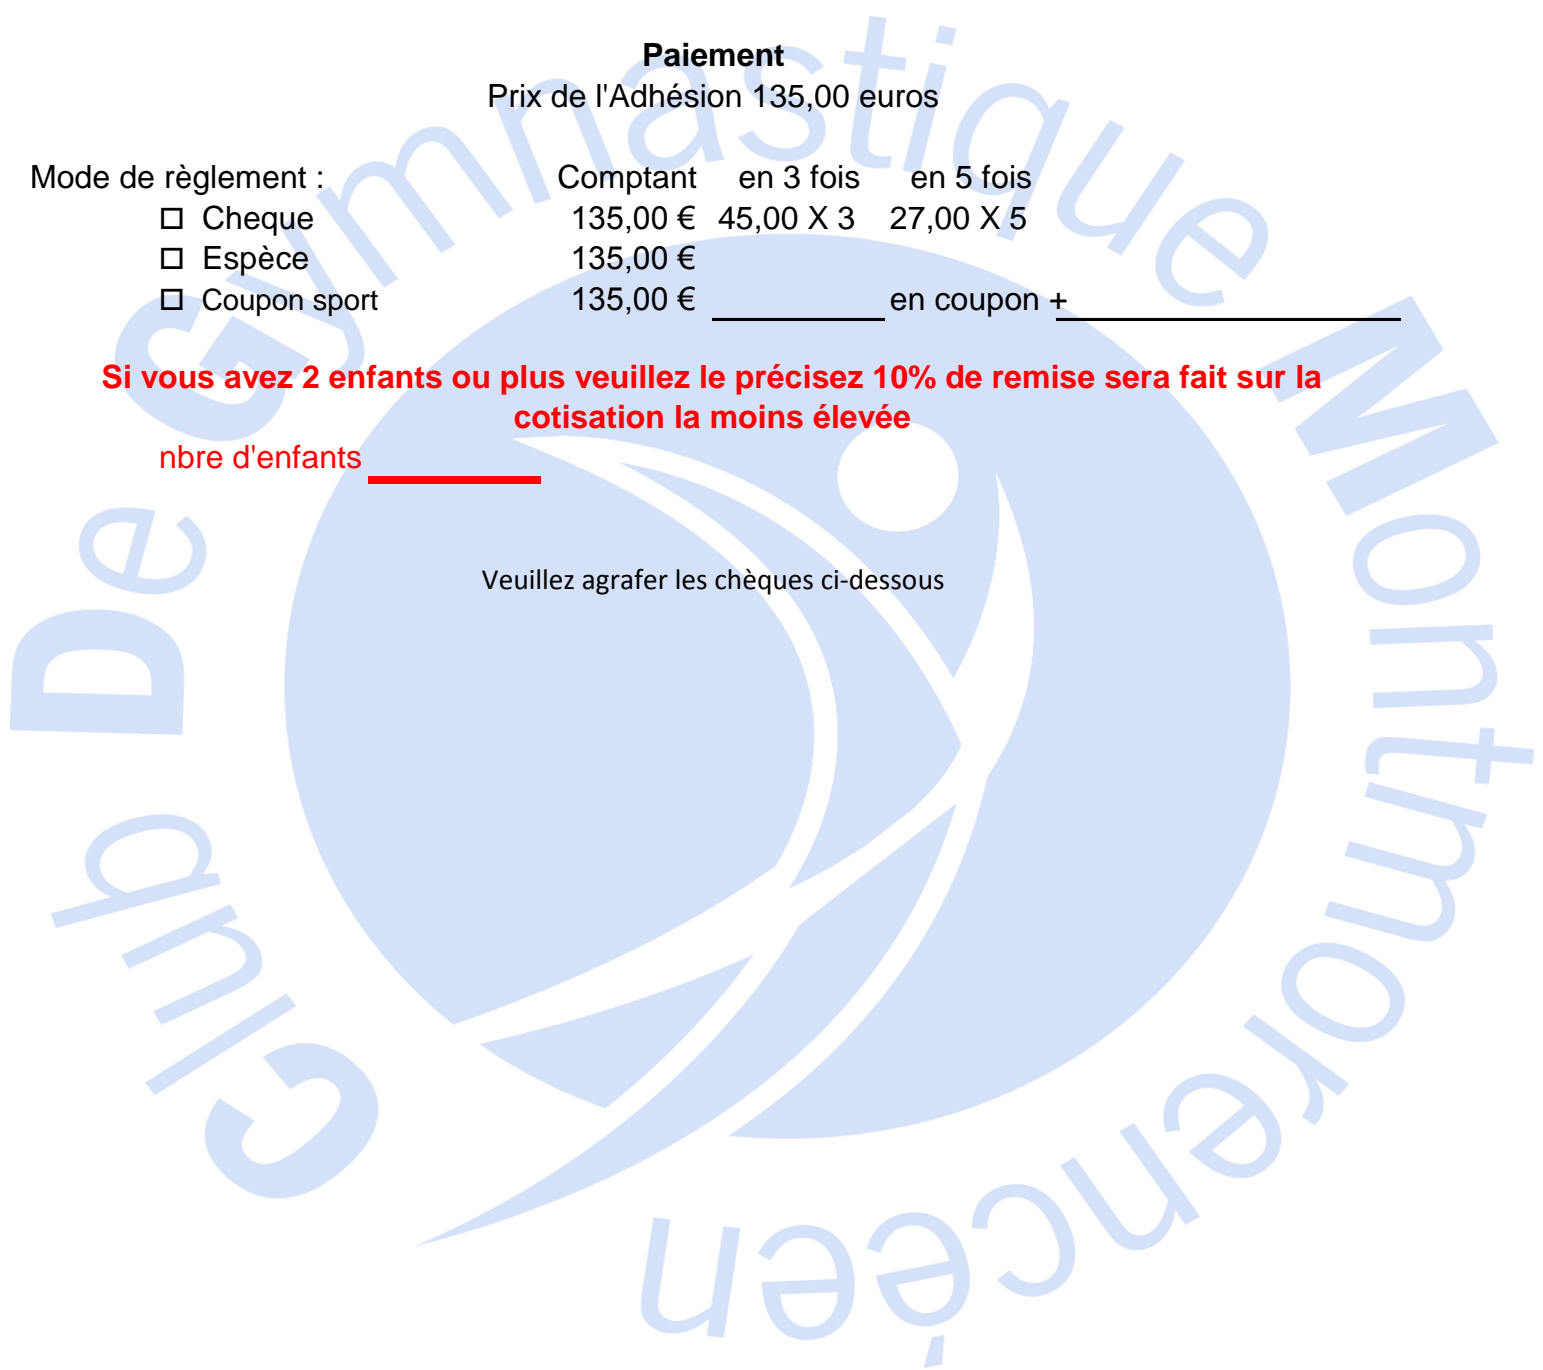 Paiement
Prix de l'Adhésion 135,00 euros
Mode de règlement : Comptant en 3 fois en 5 fois
□ Cheque 135,00 € 45,00 X 3 27,00 X 5
□ Espèce 135,00 €
□ Coupon sport 135,00 € en coupon +
Si vous avez 2 enfants ou plus veuillez le précisez 10% de remise sera fait sur la
cotisation la moins élevée
nbre d'enfants
Veuillez agrafer les chèques ci-dessous
Club De Gymnastique Montmorencéen